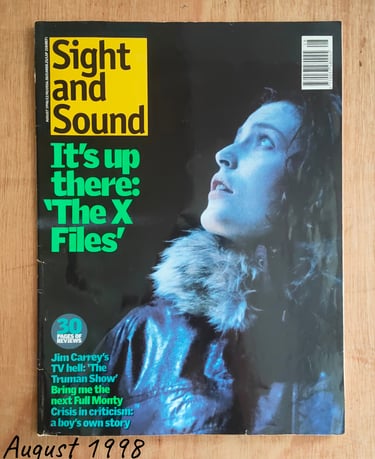 Sight
and
Sound
It's up
there:
'The X
Files'
30
PAGES OF
REVIEWS
Jim Carrey's
TV hell: 'The
Truman Show'
Bring me the
next Full Monty
Crisis in criticism:
a boy's own story
August 1998